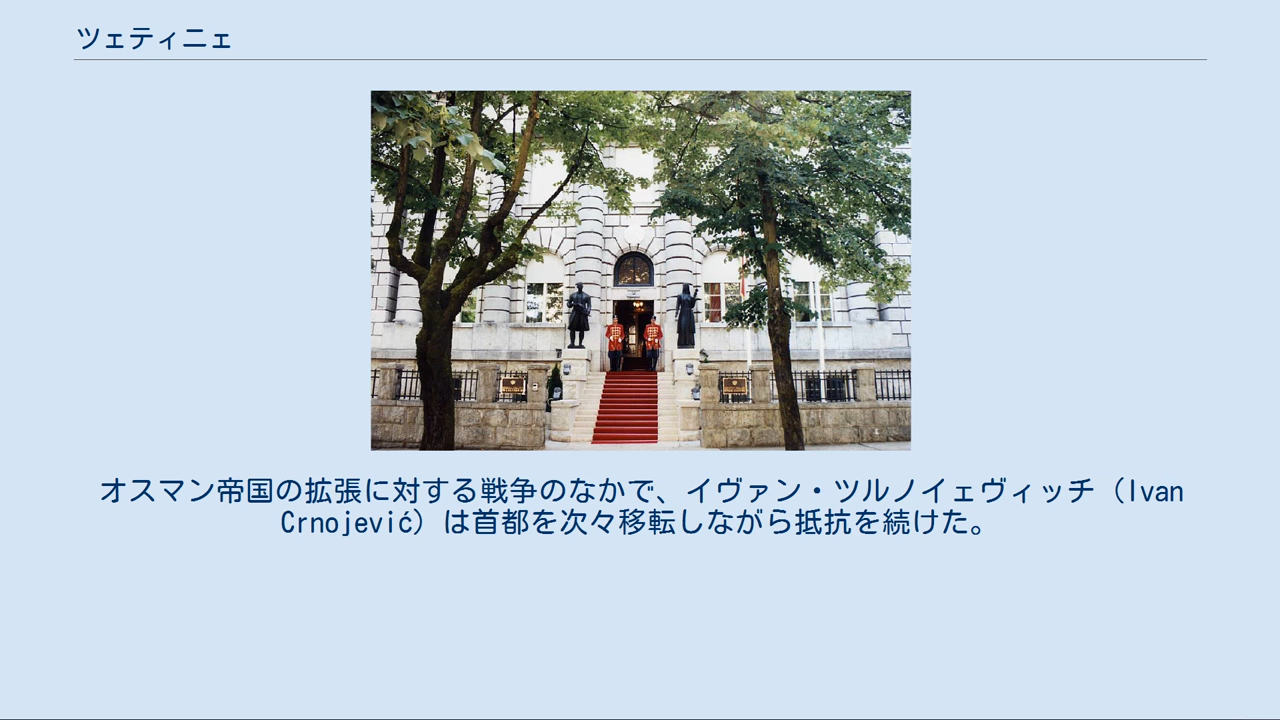 ツェティニェ
オスマン帝国の拡張に対する戦争のなかで、イヴァン・ツルノイェヴィッチ（Ivan
Crnojević）は首都を次々移転しながら抵抗を続けた。